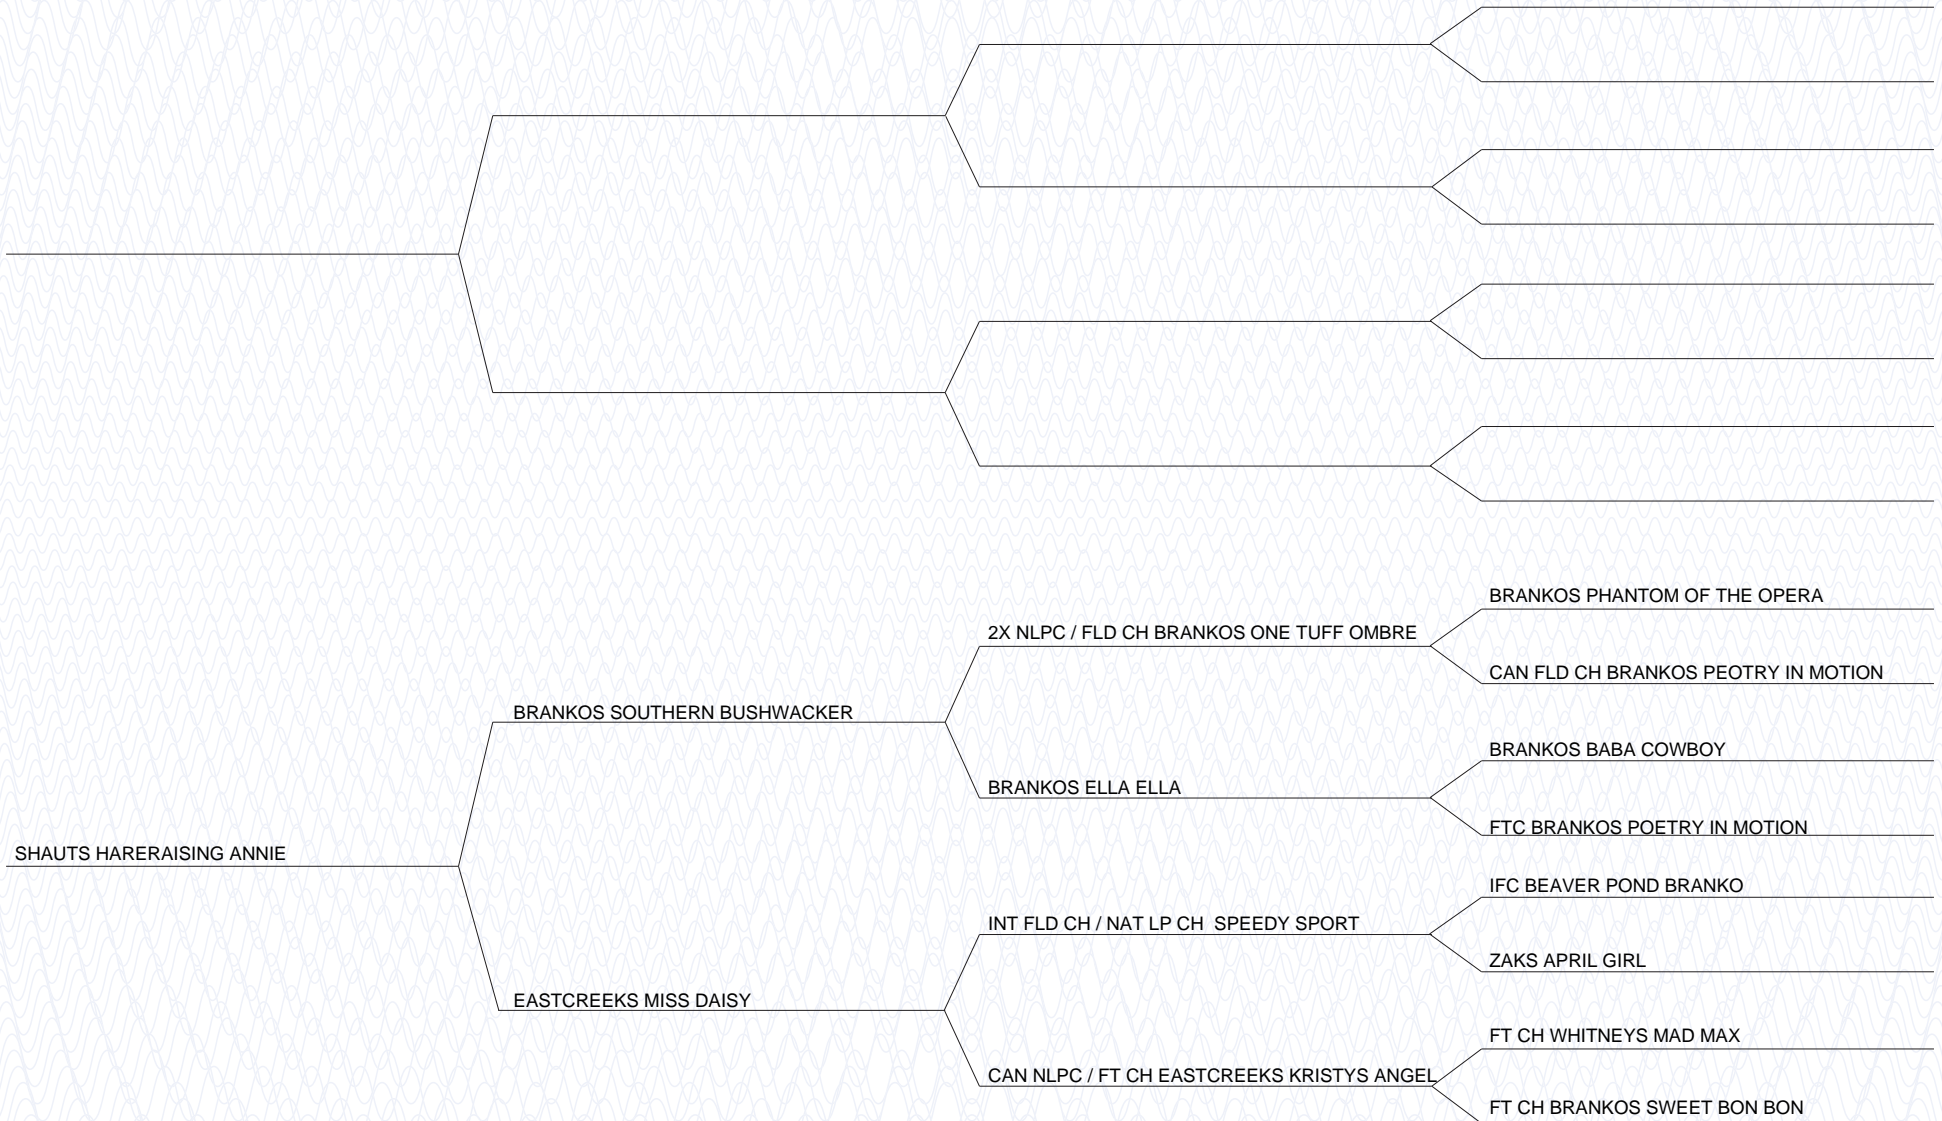 BRANKOS PHANTOM OF THE OPERA
2X NLPC / FLD CH BRANKOS ONE TUFF OMBRE
CAN FLD CH BRANKOS PEOTRY IN MOTION
BRANKOS SOUTHERN BUSHWACKER
BRANKOS BABA COWBOY
BRANKOS ELLA ELLA
FTC BRANKOS POETRY IN MOTION
SHAUTS HARERAISING ANNIE
IFC BEAVER POND BRANKO
INT FLD CH / NAT LP CH  SPEEDY SPORT
ZAKS APRIL GIRL
EASTCREEKS MISS DAISY
FT CH WHITNEYS MAD MAX
CAN NLPC / FT CH EASTCREEKS KRISTYS ANGEL
FT CH BRANKOS SWEET BON BON